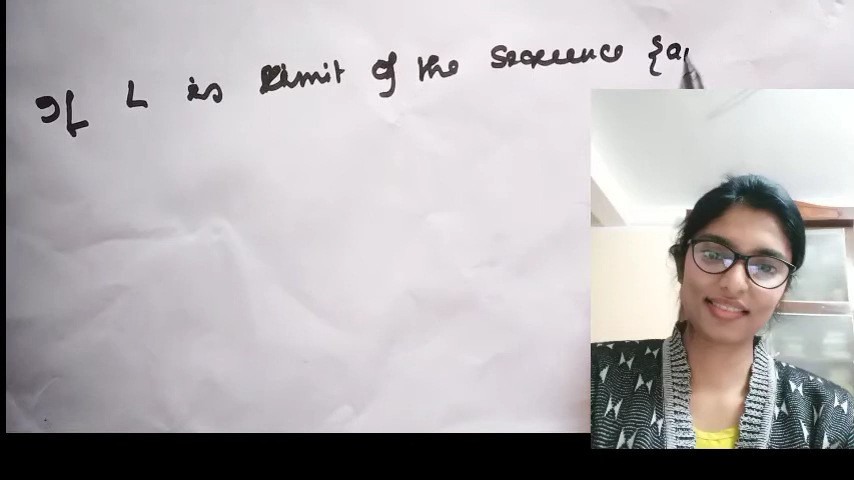 If L is limit of the sequence {a